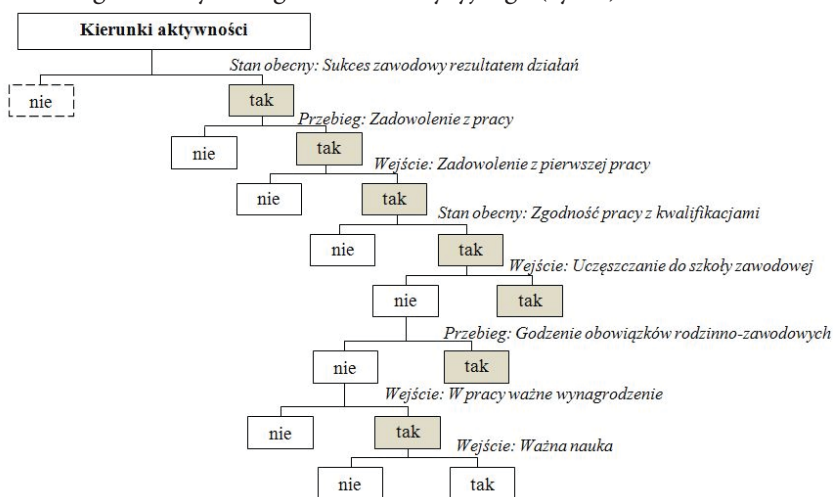 Kierunki aktywności
Stan obecny: Sukces zawodowy rezultatem działań
nie
tak
Przebieg: Zadowolenie z pracy
nie
tak
Wejście: Zadowolenie z pierwszej pracy
nie
tak
Stan obecny: Zgodność pracy z kwalifikacjami
nie
tak
Wejście: Uczęszczanie do szkoły zawodowej
nie
tak
Przebieg: Godzenie obowiązków rodzinno-zawodowych
nie
tak
Wejście: W pracy ważne wynagrodzenie
nie
tak
Wejście: Ważna nauka
nie
tak